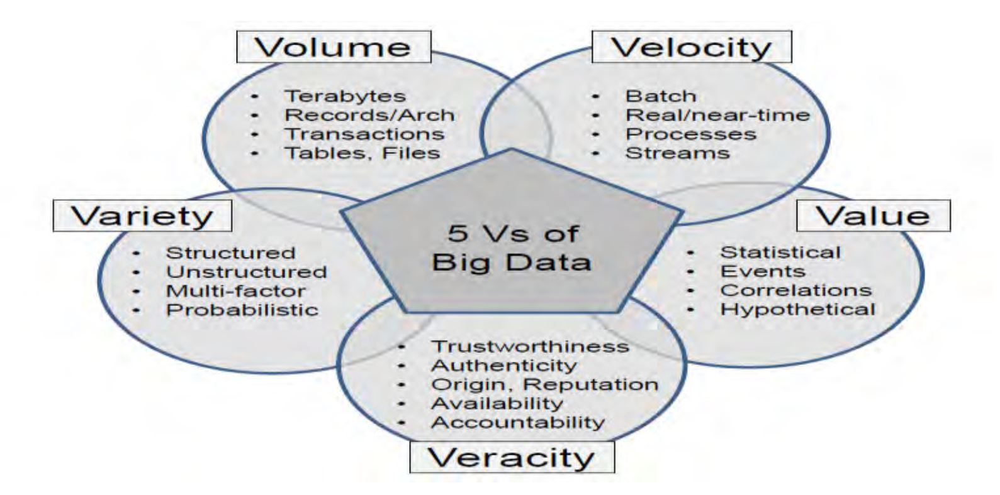 Volume
• Terabytes
• Records/Arch
• Transactions
• Tables, Files
Velocity
• Batch
• Real/near-time
• Processes
• Streams
Variety
• Structured
• Unstructured
• Multi-factor
• Probabilistic
5 Vs of
Big Data
Value
• Statistical
• Events
• Correlations
• Hypothetical
• Trustworthiness
• Authenticity
• Origin, Reputation
• Availability
• Accountability
Veracity